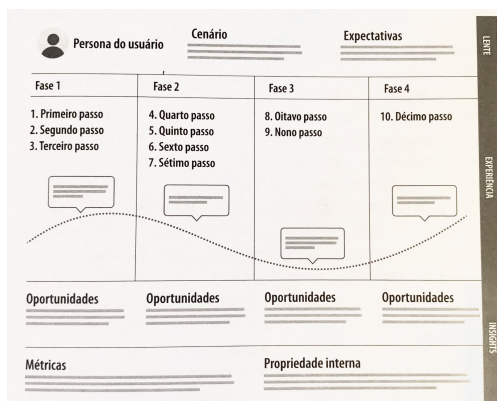 Persona do usuário
Cenário
Expectativas
LENTE
Fase 1
Fase 2
Fase 3
Fase 4
1. Primeiro passo
2. Segundo passo
3. Terceiro passo
4. Quarto passo
5. Quinto passo
6. Sexto passo
7. Sétimo passo
8. Oitavo passo
9. Nono passo
10. Décimo passo
EXPERIÊNCIA
Oportunidades
Oportunidades
Oportunidades
Oportunidades
INSIGHTS
Métricas
Propriedade interna